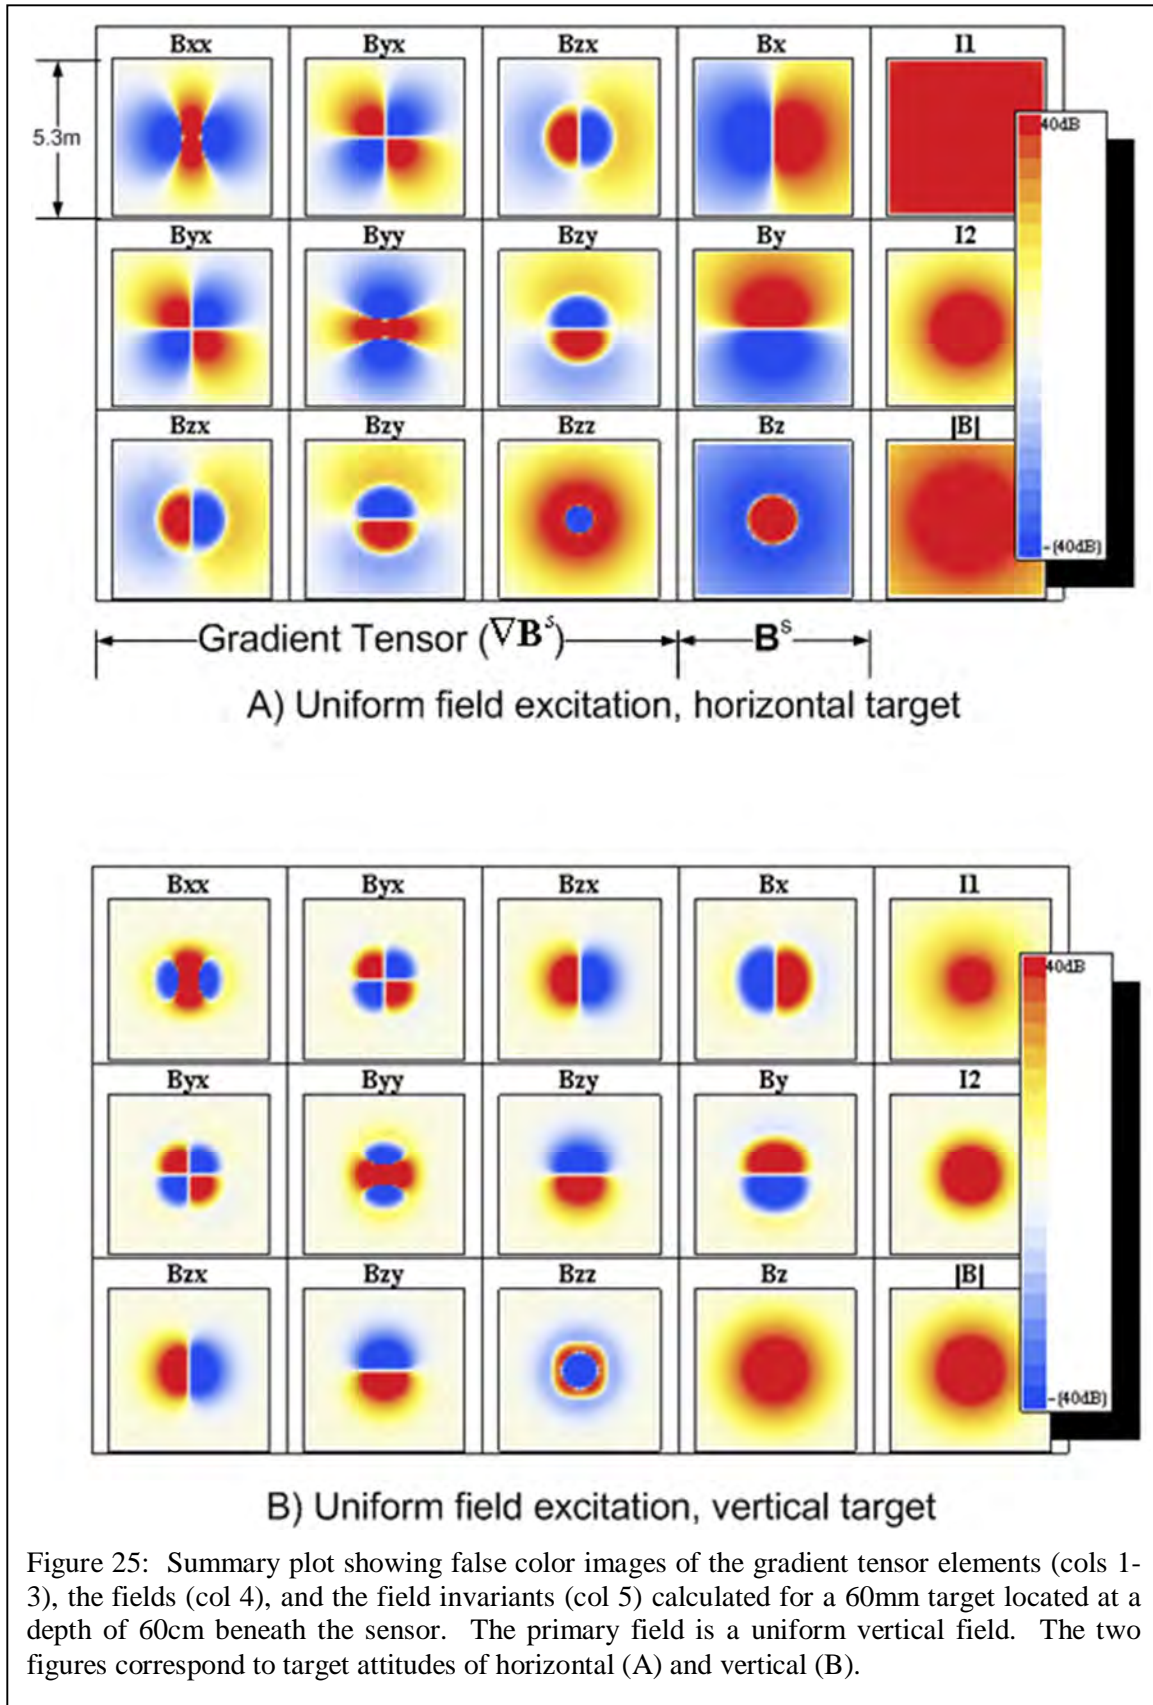 Bxx Byx Bzx Bx I1
40dB
5.3m
Byx Byy Bzy By I2
Bzx Bzy Bzz Bz |B|
-(40dB)
Gradient Tensor (∇Bˢ) Bˢ
A) Uniform field excitation, horizontal target
Bxx Byx Bzx Bx I1
40dB
Byx Byy Bzy By I2
Bzx Bzy Bzz Bz |B|
-(40dB)
B) Uniform field excitation, vertical target
Figure 25: Summary plot showing false color images of the gradient tensor elements (cols 1-
3), the fields (col 4), and the field invariants (col 5) calculated for a 60mm target located at a
depth of 60cm beneath the sensor. The primary field is a uniform vertical field. The two
figures correspond to target attitudes of horizontal (A) and vertical (B).